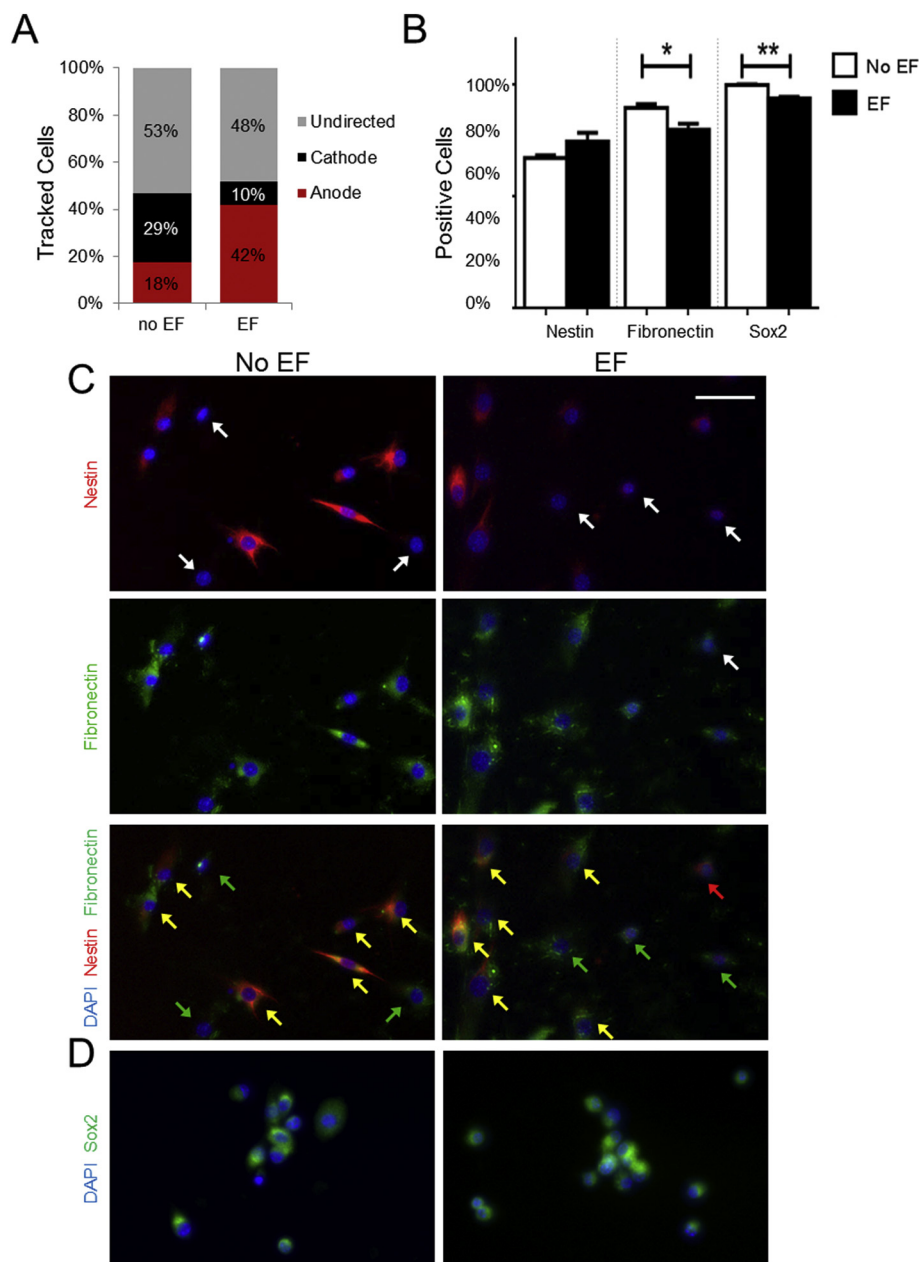 A
100%
80%
60%
40%
20%
0%
Tracked Cells
53%
29%
18%
48%
10%
42%
no EF
EF
Undirected
Cathode
Anode
B
100%
80%
60%
40%
20%
0%
Positive Cells
*
**
Nestin
Fibronectin
Sox2
No EF
EF
C
No EF
EF
Nestin
Fibronectin
DAPI Nestin Fibronectin
D
DAPI Sox2